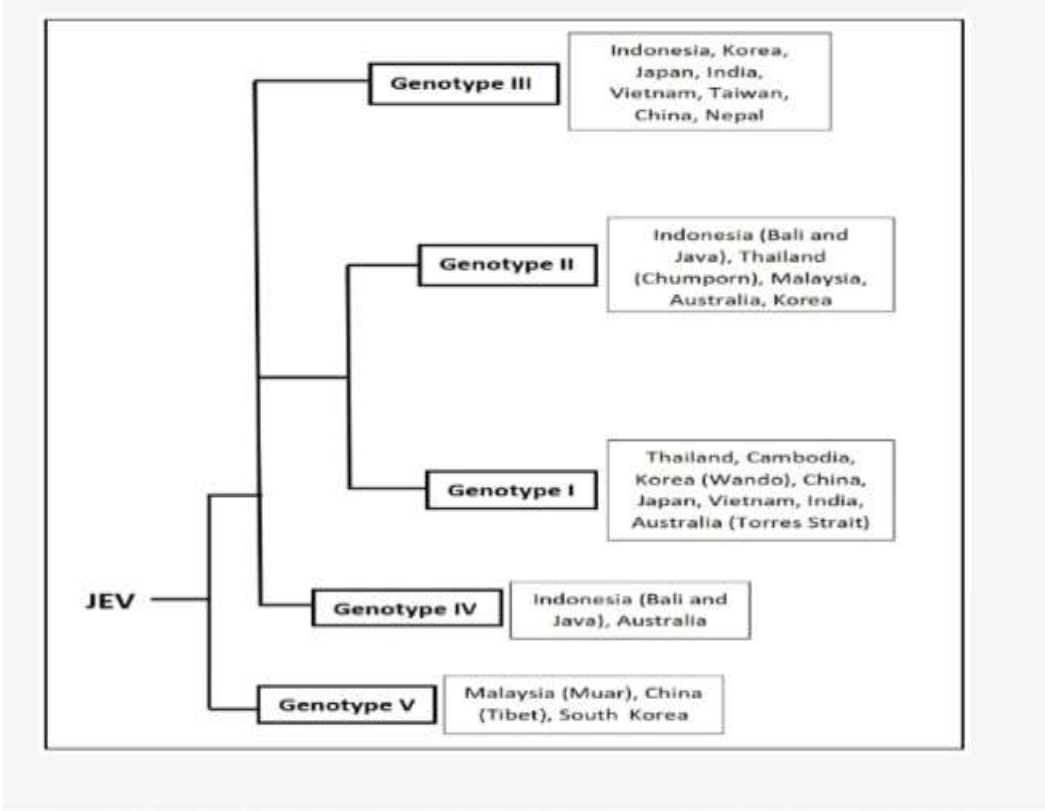 Genotype III
Indonesia, Korea,
Japan, India,
Vietnam, Taiwan,
China, Nepal
Genotype II
Indonesia (Bali and
Java), Thailand
(Chumporn), Malaysia,
Australia, Korea
Genotype I
Thailand, Cambodia,
Korea (Wando), China,
Japan, Vietnam, India,
Australia (Torres Strait)
JEV
Genotype IV
Indonesia (Bali and
Java), Australia
Genotype V
Malaysia (Muar), China
(Tibet), South Korea